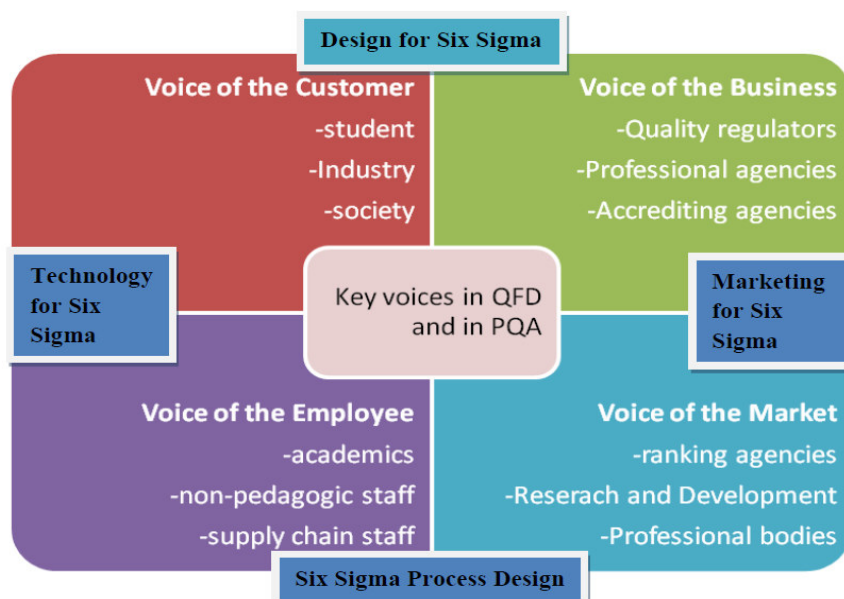 Design for Six Sigma
Voice of the Customer
-student
-Industry
-society
Voice of the Business
-Quality regulators
-Professional agencies
-Accrediting agencies
Technology
for Six
Sigma
Key voices in QFD
and in PQA
Marketing
for Six
Sigma
Voice of the Employee
-academics
-non-pedagogic staff
-supply chain staff
Voice of the Market
-ranking agencies
-Reserach and Development
-Professional bodies
Six Sigma Process Design